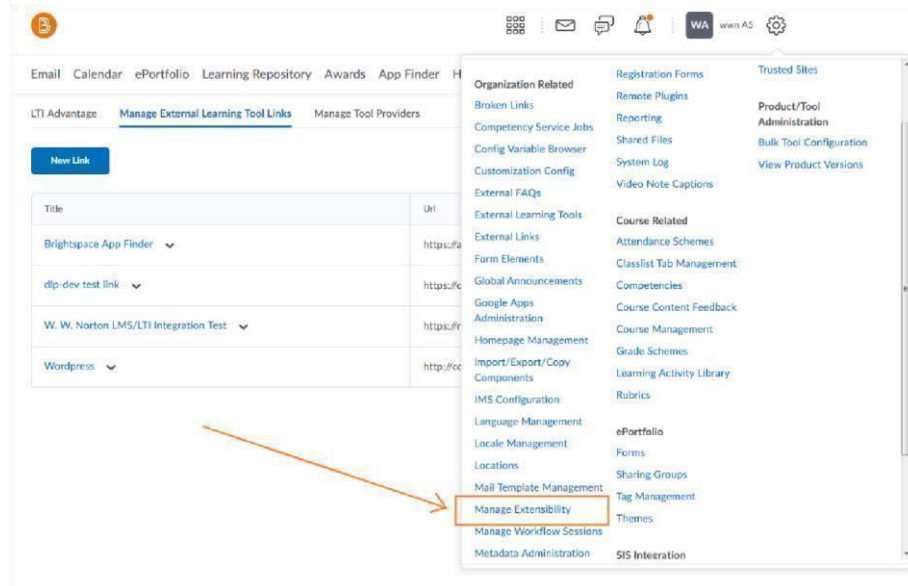 B
WA
wwn A5
Email Calendar ePortfolio Learning Repository Awards App Finder H
LTI Advantage Manage External Learning Tool Links Manage Tool Providers
New Link
Title Url
Brightspace App Finder https://a
dlp-dev test link https://c
W. W. Norton LMS/LTI Integration Test https://r
Wordpress http://cc
Organization Related
Broken Links
Competency Service Jobs
Config Variable Browser
Customization Config
External FAQs
External Learning Tools
External Links
Form Elements
Global Announcements
Google Apps
Administration
Homepage Management
Import/Export/Copy
Components
IMS Configuration
Language Management
Locale Management
Locations
Mail Template Management
Manage Extensibility
Manage Workflow Sessions
Metadata Administration
Registration Forms
Remote Plugins
Reporting
Shared Files
System Log
Video Note Captions
Course Related
Attendance Schemes
Classlist Tab Management
Competencies
Course Content Feedback
Course Management
Grade Schemes
Learning Activity Library
Rubrics
ePortfolio
Forms
Sharing Groups
Tag Management
Themes
SIS Integration
Trusted Sites
Product/Tool
Administration
Bulk Tool Configuration
View Product Versions